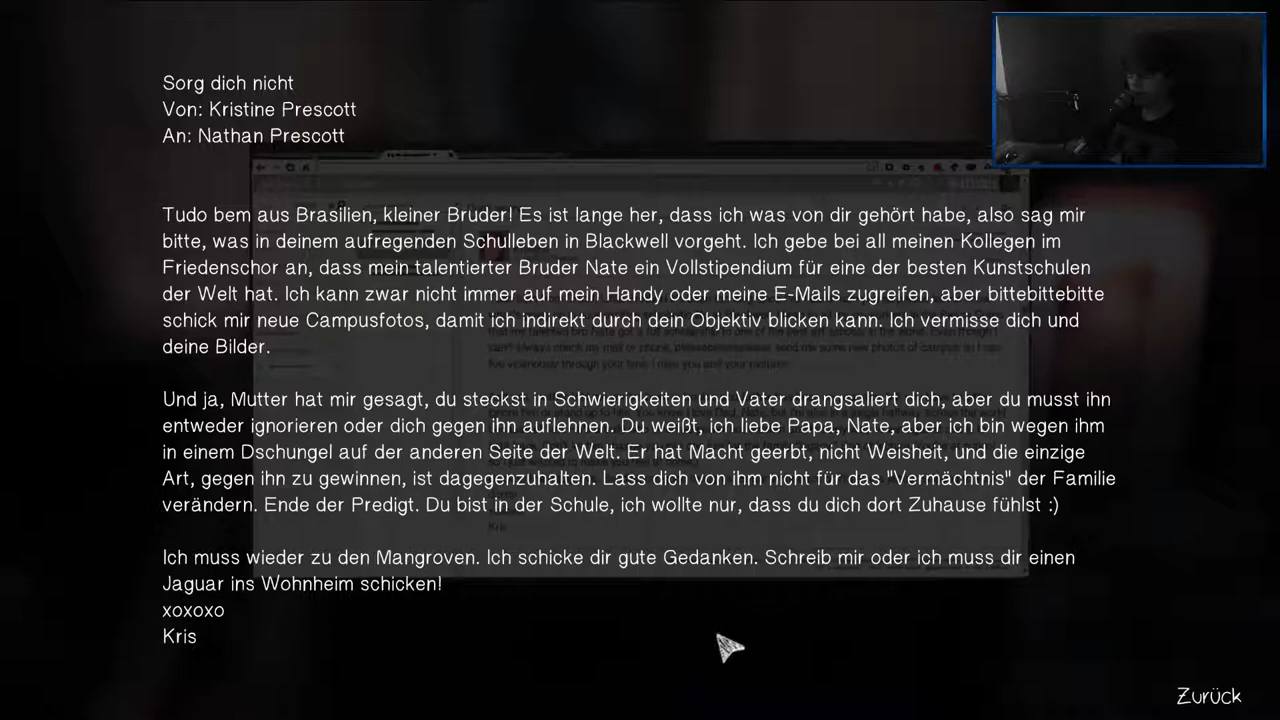 Sorg dich nicht
Von: Kristine Prescott
An: Nathan Prescott
Tudo bem aus Brasilien, kleiner Bruder! Es ist lange her, dass ich was von dir gehört habe, also sag mir
bitte, was in deinem aufregenden Schulleben in Blackwell vorgeht. Ich gebe bei all meinen Kollegen im
Friedenschor an, dass mein talentierter Bruder Nate ein Vollstipendium für eine der besten Kunstschulen
der Welt hat. Ich kann zwar nicht immer auf mein Handy oder meine E-Mails zugreifen, aber bittebittebitte
schick mir neue Campusfotos, damit ich indirekt durch dein Objektiv blicken kann. Ich vermisse dich und
deine Bilder.
Und ja, Mutter hat mir gesagt, du steckst in Schwierigkeiten und Vater drangsaliert dich, aber du musst ihn
entweder ignorieren oder dich gegen ihn auflehnen. Du weißt, ich liebe Papa, Nate, aber ich bin wegen ihm
in einem Dschungel auf der anderen Seite der Welt. Er hat Macht geerbt, nicht Weisheit, und die einzige
Art, gegen ihn zu gewinnen, ist dagegenzuhalten. Lass dich von ihm nicht für das "Vermächtnis" der Familie
verändern. Ende der Predigt. Du bist in der Schule, ich wollte nur, dass du dich dort Zuhause fühlst :)
Ich muss wieder zu den Mangroven. Ich schicke dir gute Gedanken. Schreib mir oder ich muss dir einen
Jaguar ins Wohnheim schicken!
xoxoxo
Kris
Zurück